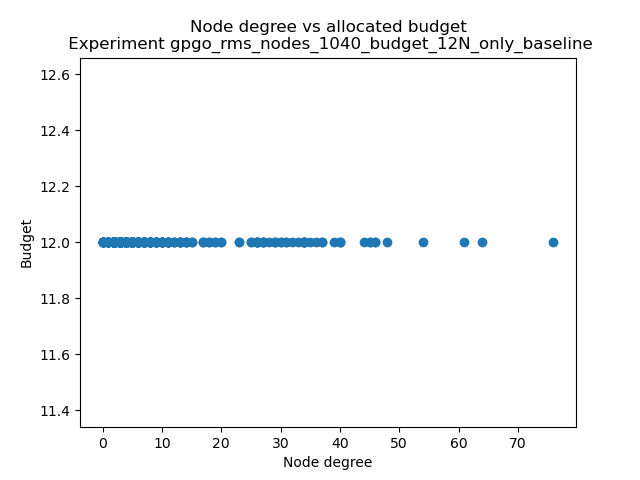 Node degree vs allocated budget
Experiment gpgo_rms_nodes_1040_budget_12N_only_baseline
12.6
12.4
12.2
12.0
11.8
11.6
11.4
Budget
0 10 20 30 40 50 60 70
Node degree